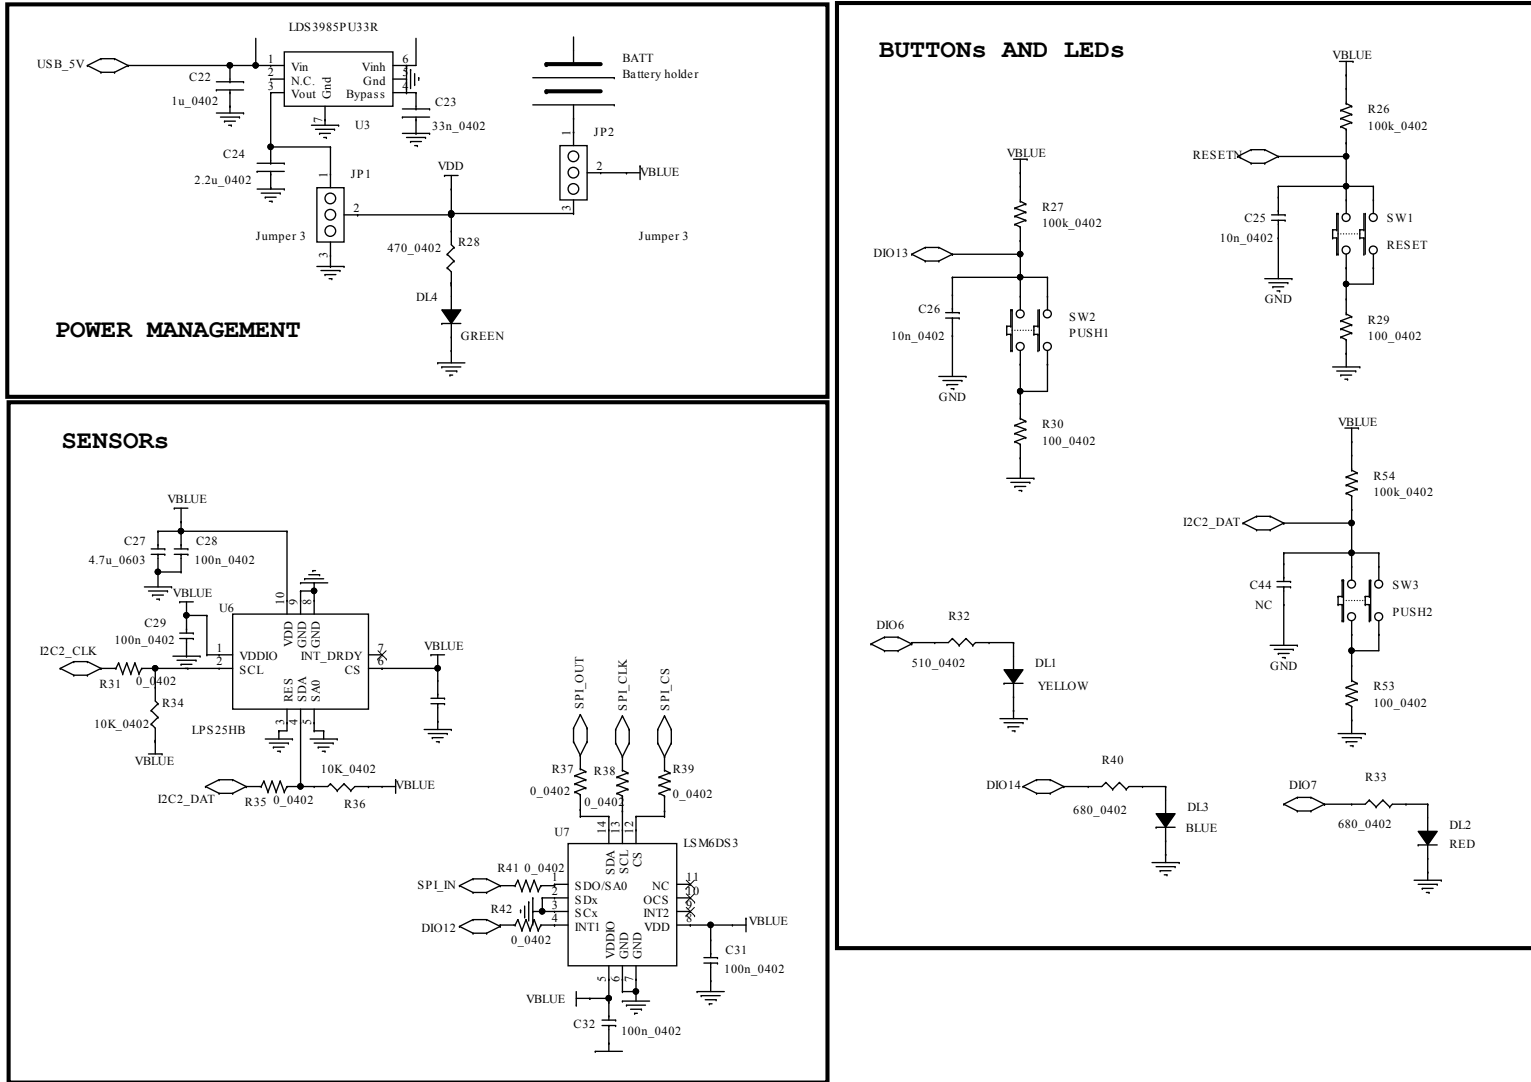 LDS3985PU33R
USB_5V
1
2
3
Vin
N.C.
Vout
Gnd
Vinh
Gnd
Bypass
6
5
4
7
U3
C22
1u_0402
C23
33n_0402
C24
2.2u_0402
BATT
Battery holder
JP1
1
2
3
Jumper 3
VDD
JP2
1
2
3
VBLUE
Jumper 3
470_0402
R28
DL4
GREEN
POWER MANAGEMENT
SENSORs
VBLUE
C27
4.7u_0603
C28
100n_0402
VBLUE
U6
C29
100n_0402
I2C2_CLK
R31
0_0402
R34
10K_0402
VBLUE
10
9
8
VDD
GND
GND
1
2
VDDIO
SCL
INT_DRDY
CS
7
6
RES
SDA
SA0
3
4
5
LPS25HB
VBLUE
I2C2_DAT
R35
0_0402
10K_0402
R36
VBLUE
SPI_OUT
SPI_CLK
SPI_CS
R37
0_0402
R38
0_0402
R39
0_0402
U7
14
13
12
LSM6DS3
SDA
SCL
CS
SPI_IN
R41 0_0402
R42
DIO12
0_0402
1
2
3
4
SDO/SA0
SDx
SCx
INT1
NC
OCS
INT2
VDD
11
10
9
8
VDDIO
GND
GND
5
6
7
VBLUE
C31
100n_0402
VBLUE
C32
100n_0402
BUTTONs AND LEDs
VBLUE
R26
100k_0402
RESETN
C25
10n_0402
GND
SW1
RESET
R29
100_0402
VBLUE
R27
100k_0402
DIO13
C26
10n_0402
GND
SW2
PUSH1
R30
100_0402
VBLUE
R54
100k_0402
I2C2_DAT
C44
NC
GND
SW3
PUSH2
R53
100_0402
DIO6
R32
510_0402
DL1
YELLOW
DIO14
R40
680_0402
DL3
BLUE
DIO7
R33
680_0402
DL2
RED